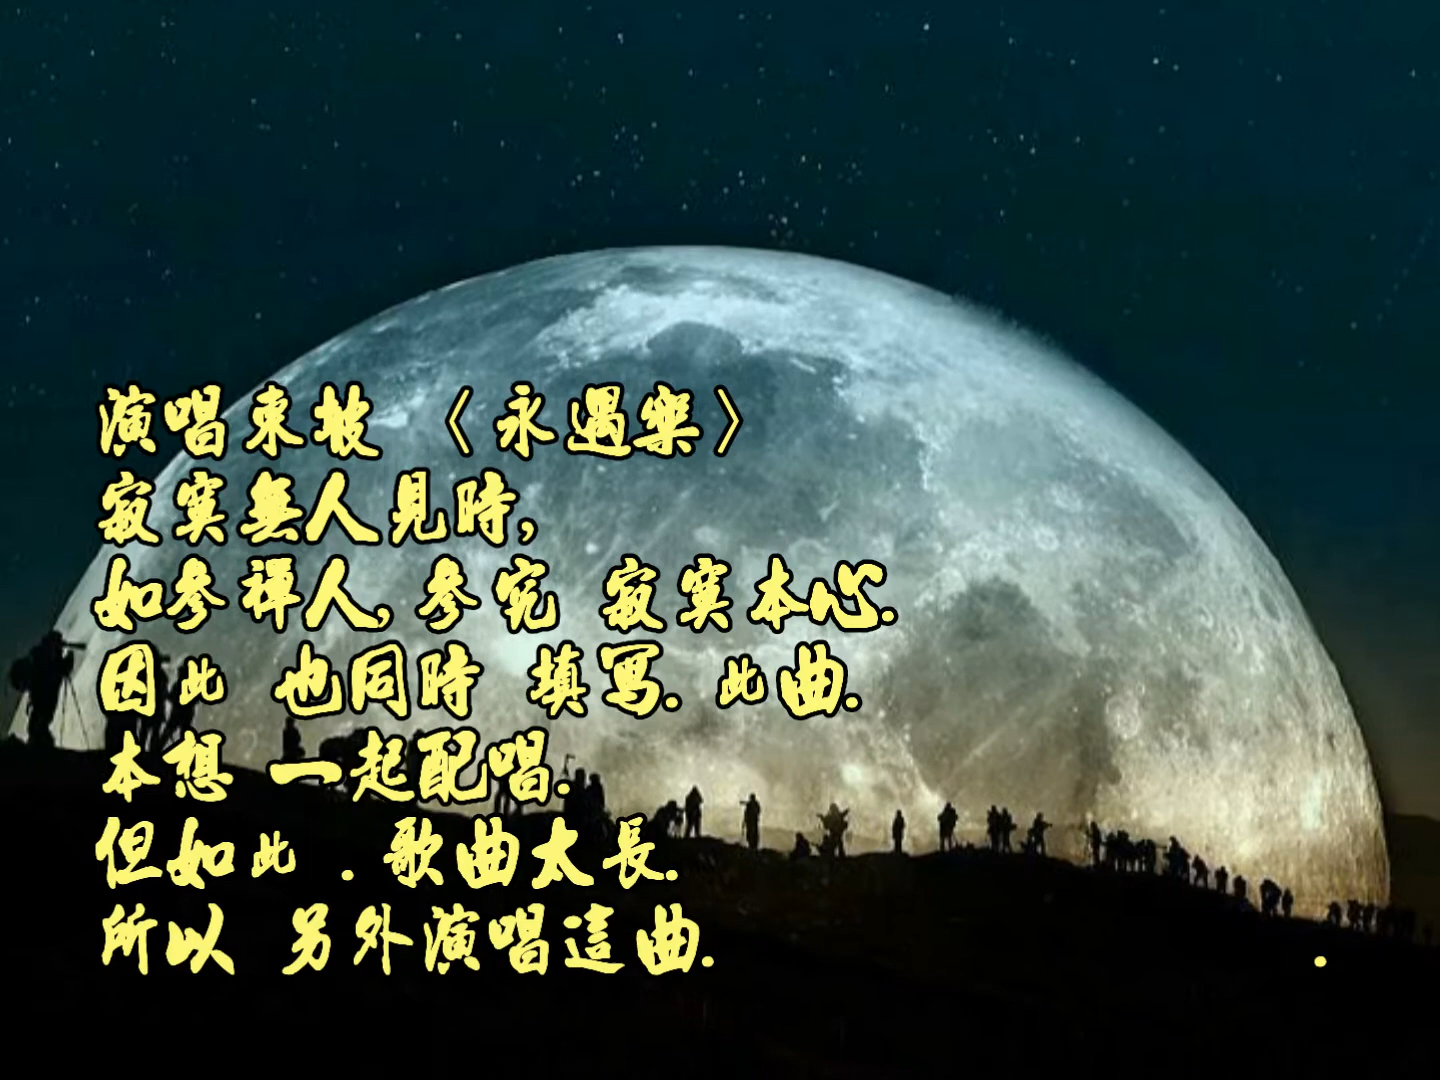 演唱東坡 〈永遇樂〉
寂寞無人見時,
如參禪人, 參究 寂寞本心.
因此 也同時 填寫. 此曲.
本想 一起配唱.
但如此 . 歌曲太長.
所以 另外演唱這曲. .